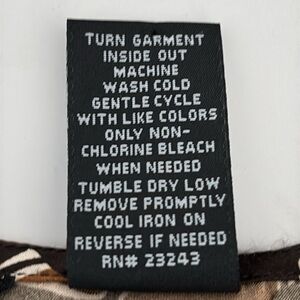 TURN GARMENT
INSIDE OUT
MACHINE
WASH COLD
GENTLE CYCLE
WITH LIKE COLORS
ONLY NON-
CHLORINE BLEACH
WHEN NEEDED
TUMBLE DRY LOW
REMOVE PROMPTLY
COOL IRON ON
REVERSE IF NEEDED
RN# 23243